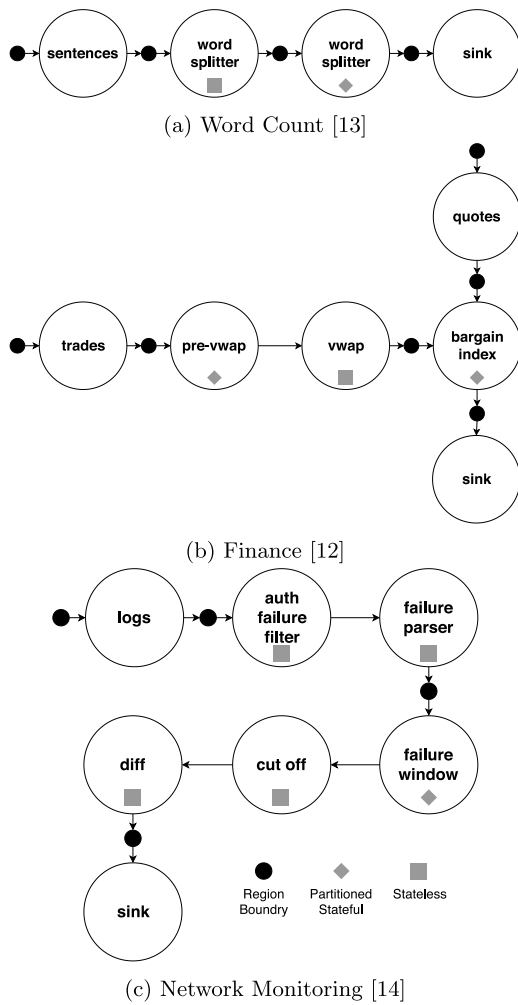 sentences
word
splitter
word
splitter
sink
(a) Word Count [13]
quotes
trades
pre-vwap
vwap
bargain
index
sink
(b) Finance [12]
logs
auth
failure
filter
failure
parser
diff
cut off
failure
window
sink
Region
Boundry
Partitioned
Stateful
Stateless
(c) Network Monitoring [14]